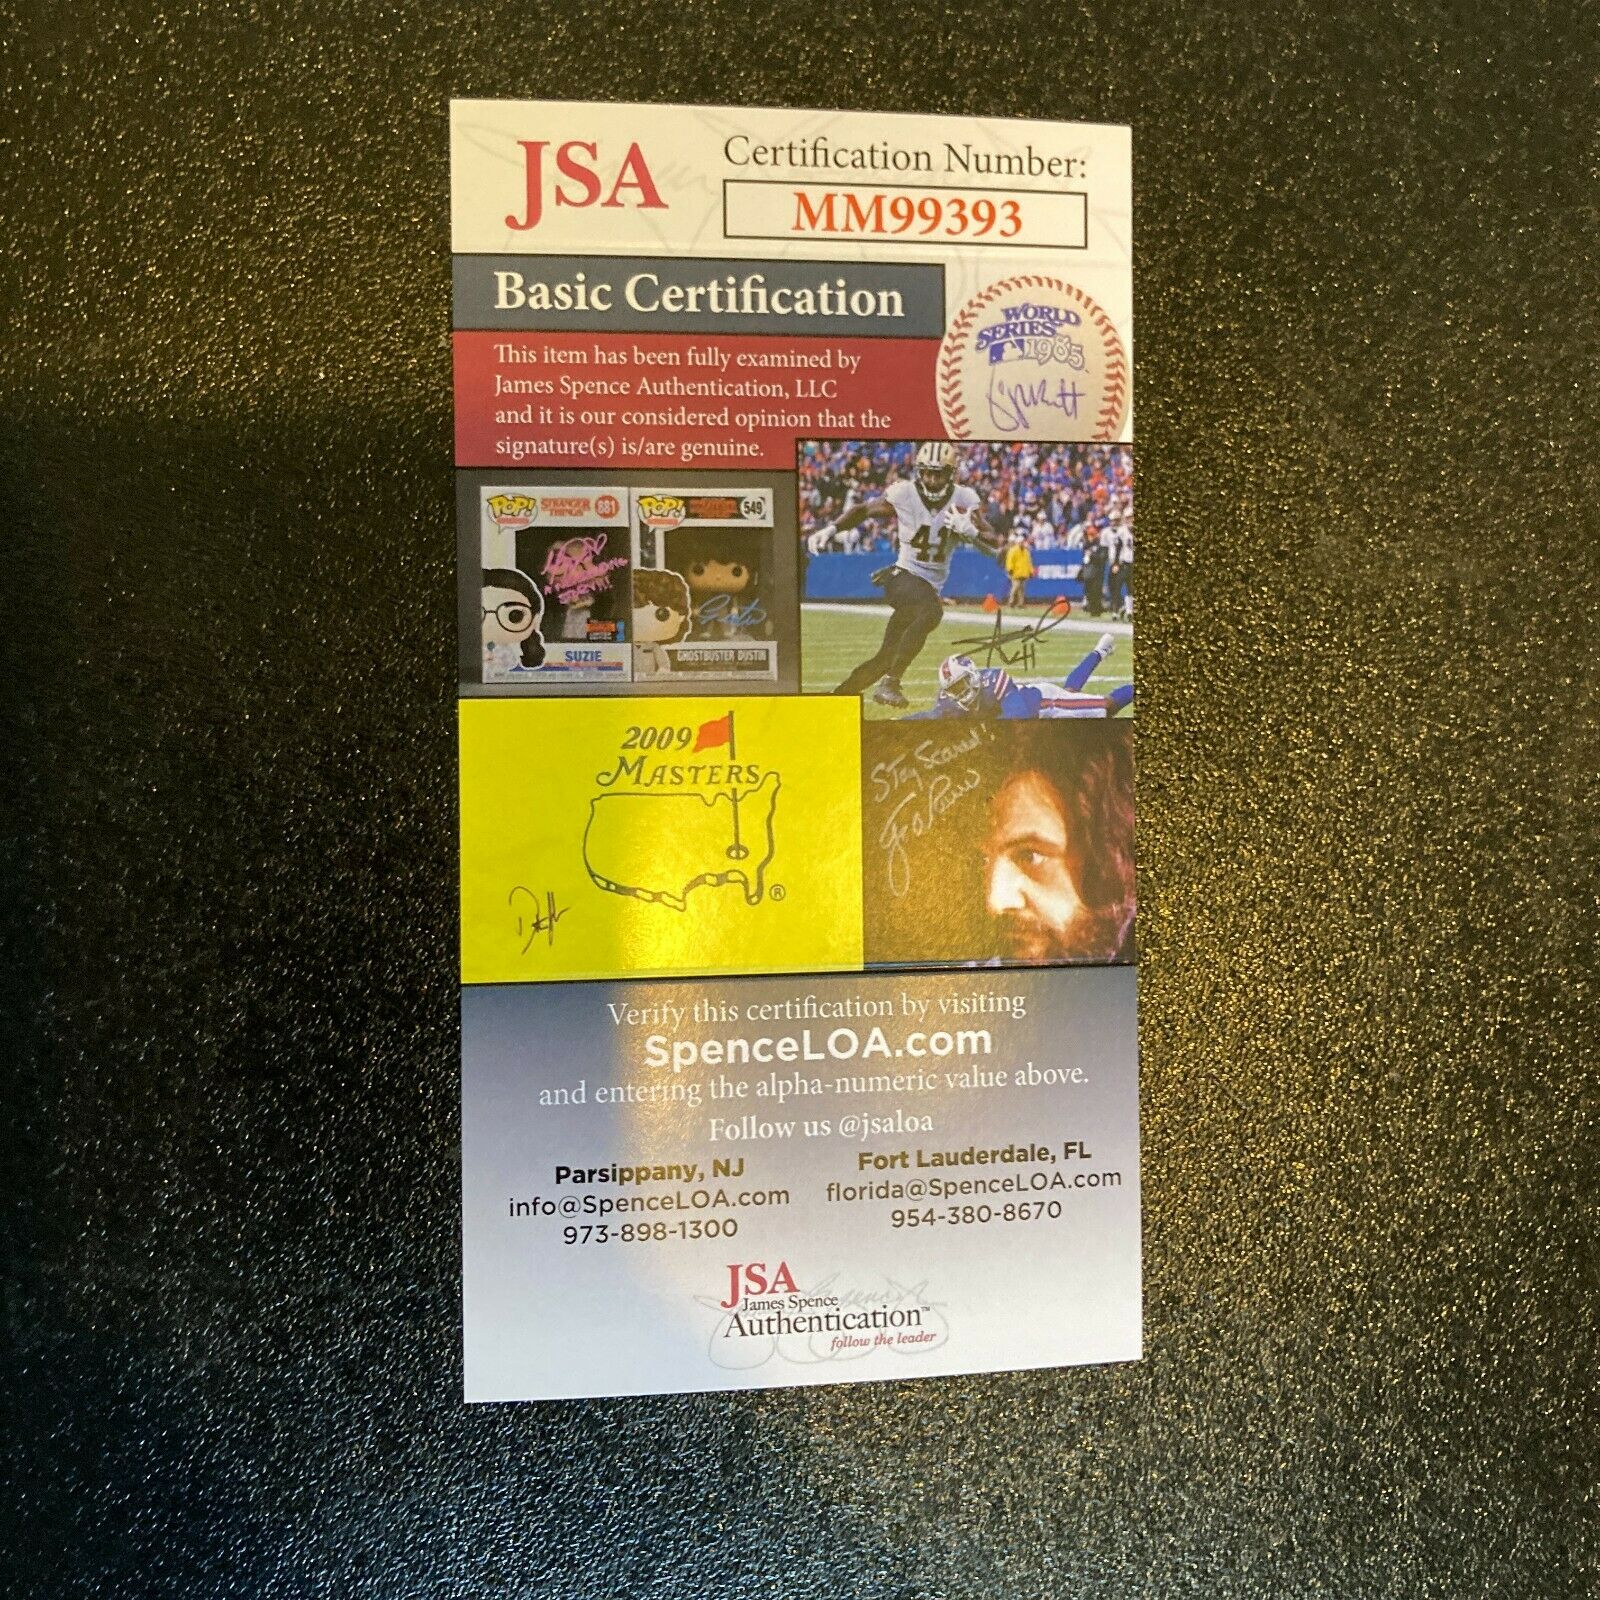 JSA
Certification Number:
MM99393
Basic Certification
This item has been fully examined by
James Spence Authentication, LLC
and it is our considered opinion that the
signature(s) is/are genuine.
WORLD
SERIES
1985
POP!
STRANGER
THINGS
881
SUZIE
POP!
549
GHOSTBUSTER DUSTIN
41
2009
MASTERS
®
Stay Scared!
Verify this certification by visiting
SpenceLOA.com
and entering the alpha-numeric value above.
Follow us @jsaloa
Parsippany, NJ
info@SpenceLOA.com
973-898-1300
Fort Lauderdale, FL
florida@SpenceLOA.com
954-380-8670
JSA
James Spence
Authentication™
follow the leader